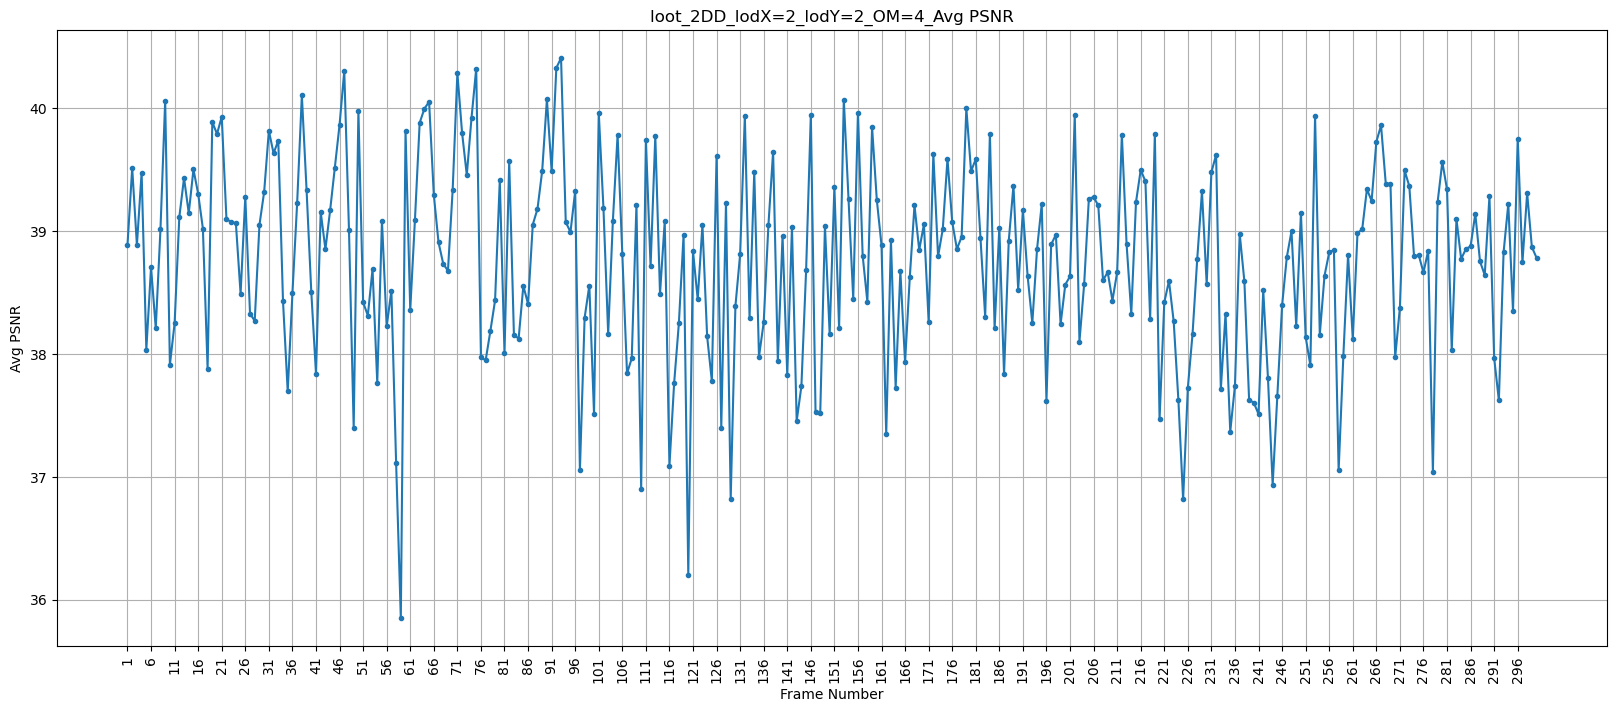 loot_2DD_lodX=2_lodY=2_OM=4_Avg PSNR
Avg PSNR
40
39
38
37
36
1 6 11 16 21 26 31 36 41 46 51 56 61 66 71 76 81 86 91 96 101 106 111 116 121 126 131 136 141 146 151 156 161 166 171 176 181 186 191 196 201 206 211 216 221 226 231 236 241 246 251 256 261 266 271 276 281 286 291 296
Frame Number